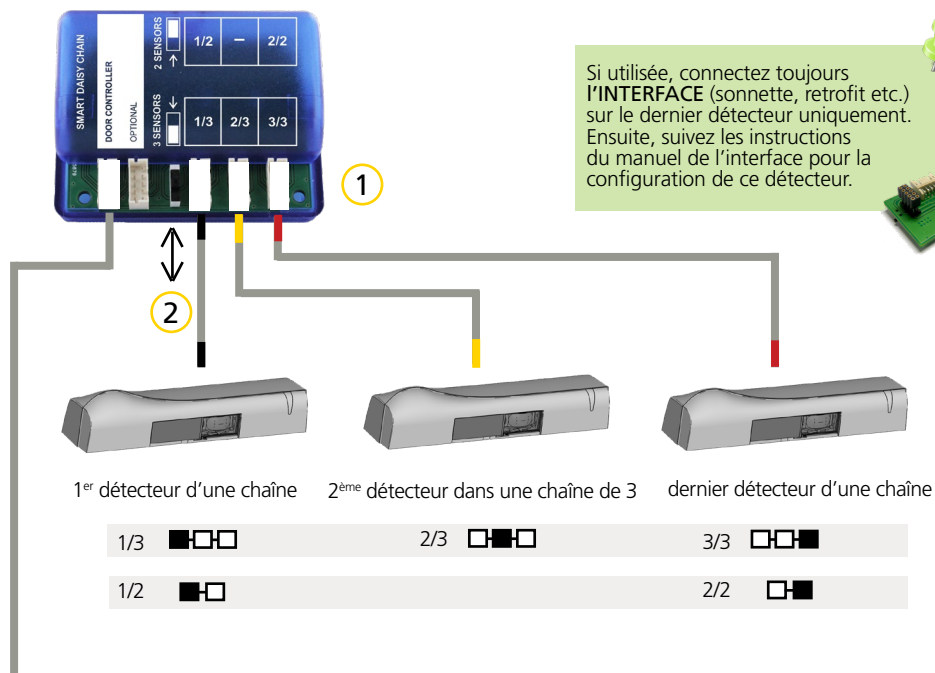 SMART DAISY CHAIN
DOOR CONTROLLER
OPTIONAL
2 SENSORS
1/2 – 2/2
3 SENSORS
1/3 2/3 3/3
1
2
Si utilisée, connectez toujours
l'INTERFACE (sonnette, retrofit etc.)
sur le dernier détecteur uniquement.
Ensuite, suivez les instructions
du manuel de l'interface pour la
configuration de ce détecteur.
1er détecteur d'une chaîne
2ème détecteur dans une chaîne de 3
dernier détecteur d'une chaîne
1/3 2/3 3/3
1/2 2/2